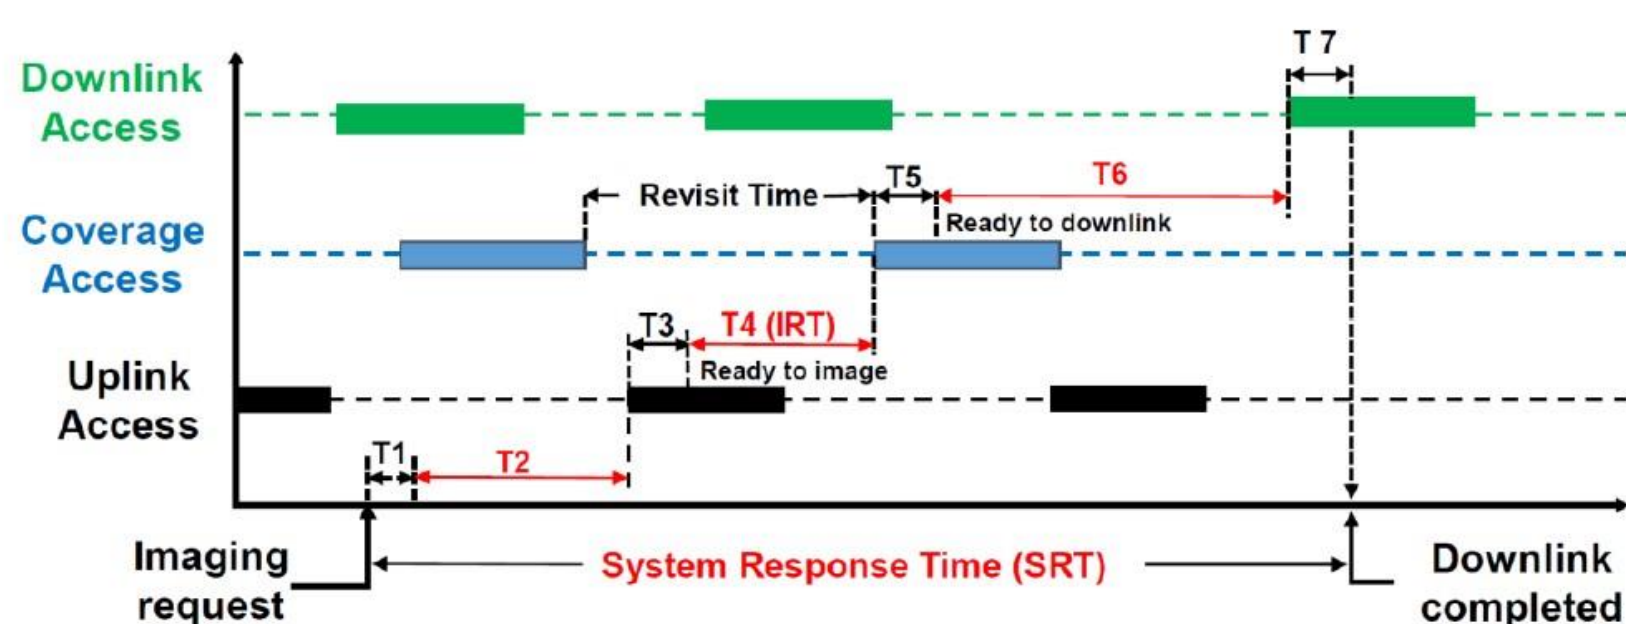 T 7
Downlink
Access
Revisit Time
T5
T6
Ready to downlink
Coverage
Access
T3
T4 (IRT)
Ready to image
Uplink
Access
T1
T2
Imaging
request
System Response Time (SRT)
Downlink
completed